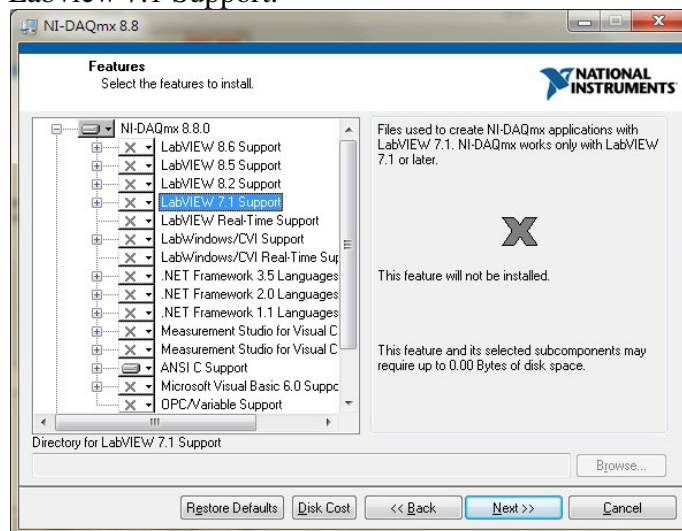 LabView 7.1 Support.
NI-DAQmx 8.8
Features
Select the features to install.
NATIONAL
INSTRUMENTS
NI-DAQmx 8.8.0
LabVIEW 8.6 Support
LabVIEW 8.5 Support
LabVIEW 8.2 Support
LabVIEW 7.1 Support
LabVIEW Real-Time Support
LabWindows/CVI Support
LabWindows/CVI Real-Time Sup
.NET Framework 3.5 Languages
.NET Framework 2.0 Languages
.NET Framework 1.1 Languages
Measurement Studio for Visual C
Measurement Studio for Visual C
ANSI C Support
Microsoft Visual Basic 6.0 Suppo
OPC/Variable Support
Files used to create NI-DAQmx applications with
LabVIEW 7.1. NI-DAQmx works only with LabVIEW
7.1 or later.
This feature will not be installed.
This feature and its selected subcomponents may
require up to 0.00 Bytes of disk space.
Directory for LabVIEW 7.1 Support
Browse...
Restore Defaults
Disk Cost
<< Back
Next >>
Cancel